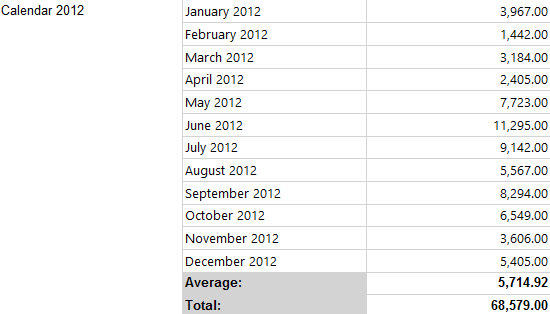 Calendar 2012 January 2012 3,967.00
February 2012 1,442.00
March 2012 3,184.00
April 2012 2,405.00
May 2012 7,723.00
June 2012 11,295.00
July 2012 9,142.00
August 2012 5,567.00
September 2012 8,294.00
October 2012 6,549.00
November 2012 3,606.00
December 2012 5,405.00
Average: 5,714.92
Total: 68,579.00